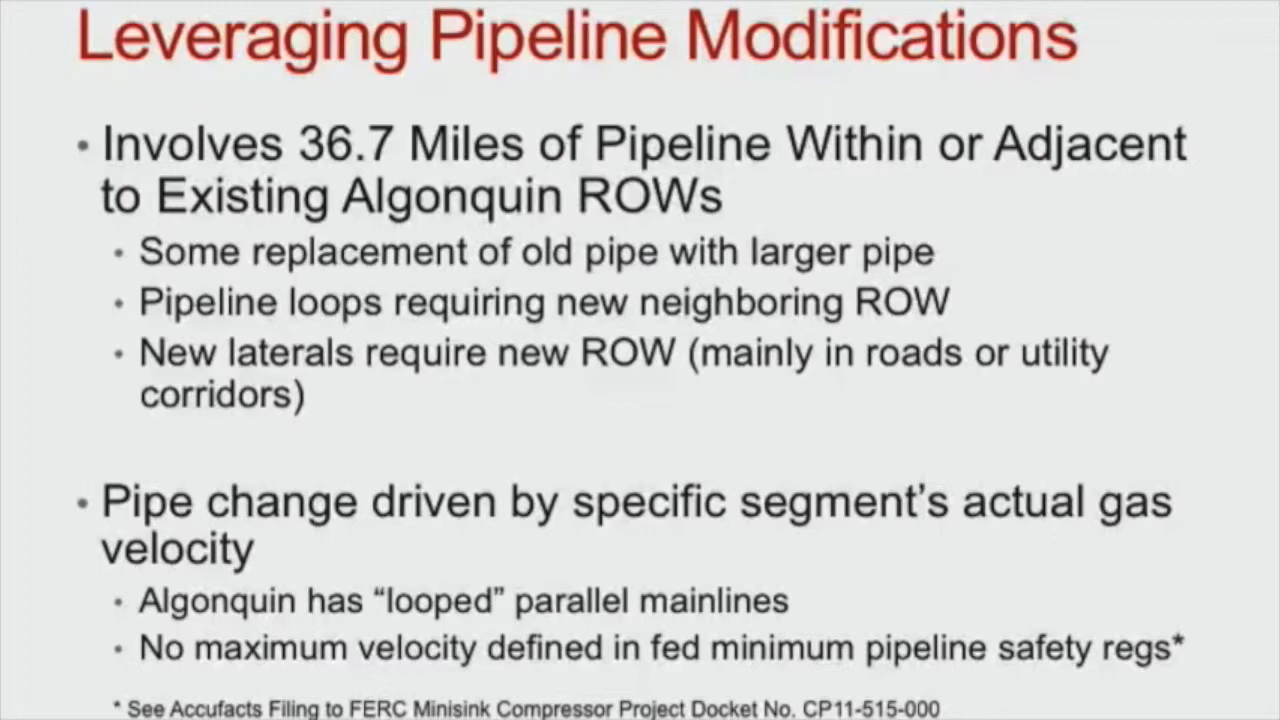 Leveraging Pipeline Modifications
• Involves 36.7 Miles of Pipeline Within or Adjacent
to Existing Algonquin ROWs
• Some replacement of old pipe with larger pipe
• Pipeline loops requiring new neighboring ROW
• New laterals require new ROW (mainly in roads or utility
corridors)
• Pipe change driven by specific segment’s actual gas
velocity
• Algonquin has “looped” parallel mainlines
• No maximum velocity defined in fed minimum pipeline safety regs*
* See Accufacts Filing to FERC Minisink Compressor Project Docket No. CP11-515-000